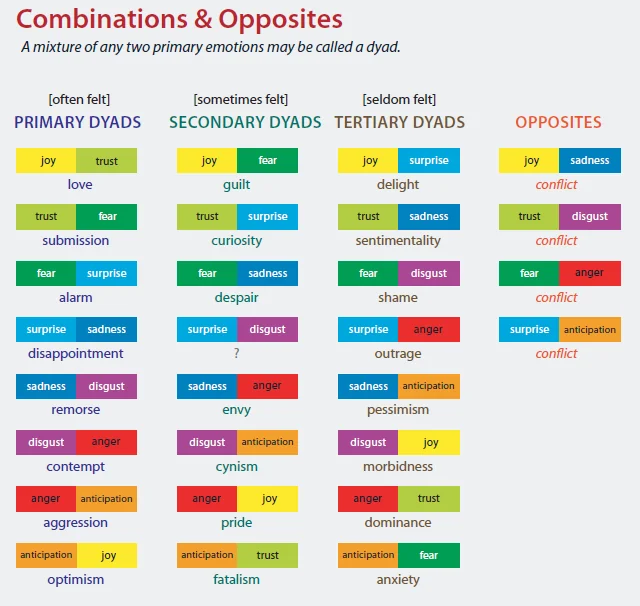 Combinations & Opposites
A mixture of any two primary emotions may be called a dyad.
[often felt] [sometimes felt] [seldom felt]
PRIMARY DYADS SECONDARY DYADS TERTIARY DYADS OPPOSITES
joy trust joy fear joy surprise joy sadness
love guilt delight conflict
trust fear trust surprise trust sadness trust disgust
submission curiosity sentimentality conflict
fear surprise fear sadness fear disgust fear anger
alarm despair shame conflict
surprise sadness surprise disgust surprise anger surprise anticipation
disappointment ? outrage conflict
sadness disgust sadness anger sadness anticipation
remorse envy pessimism
disgust anger disgust anticipation disgust joy
contempt cynism morbidness
anger anticipation anger joy anger trust
aggression pride dominance
anticipation joy anticipation trust anticipation fear
optimism fatalism anxiety